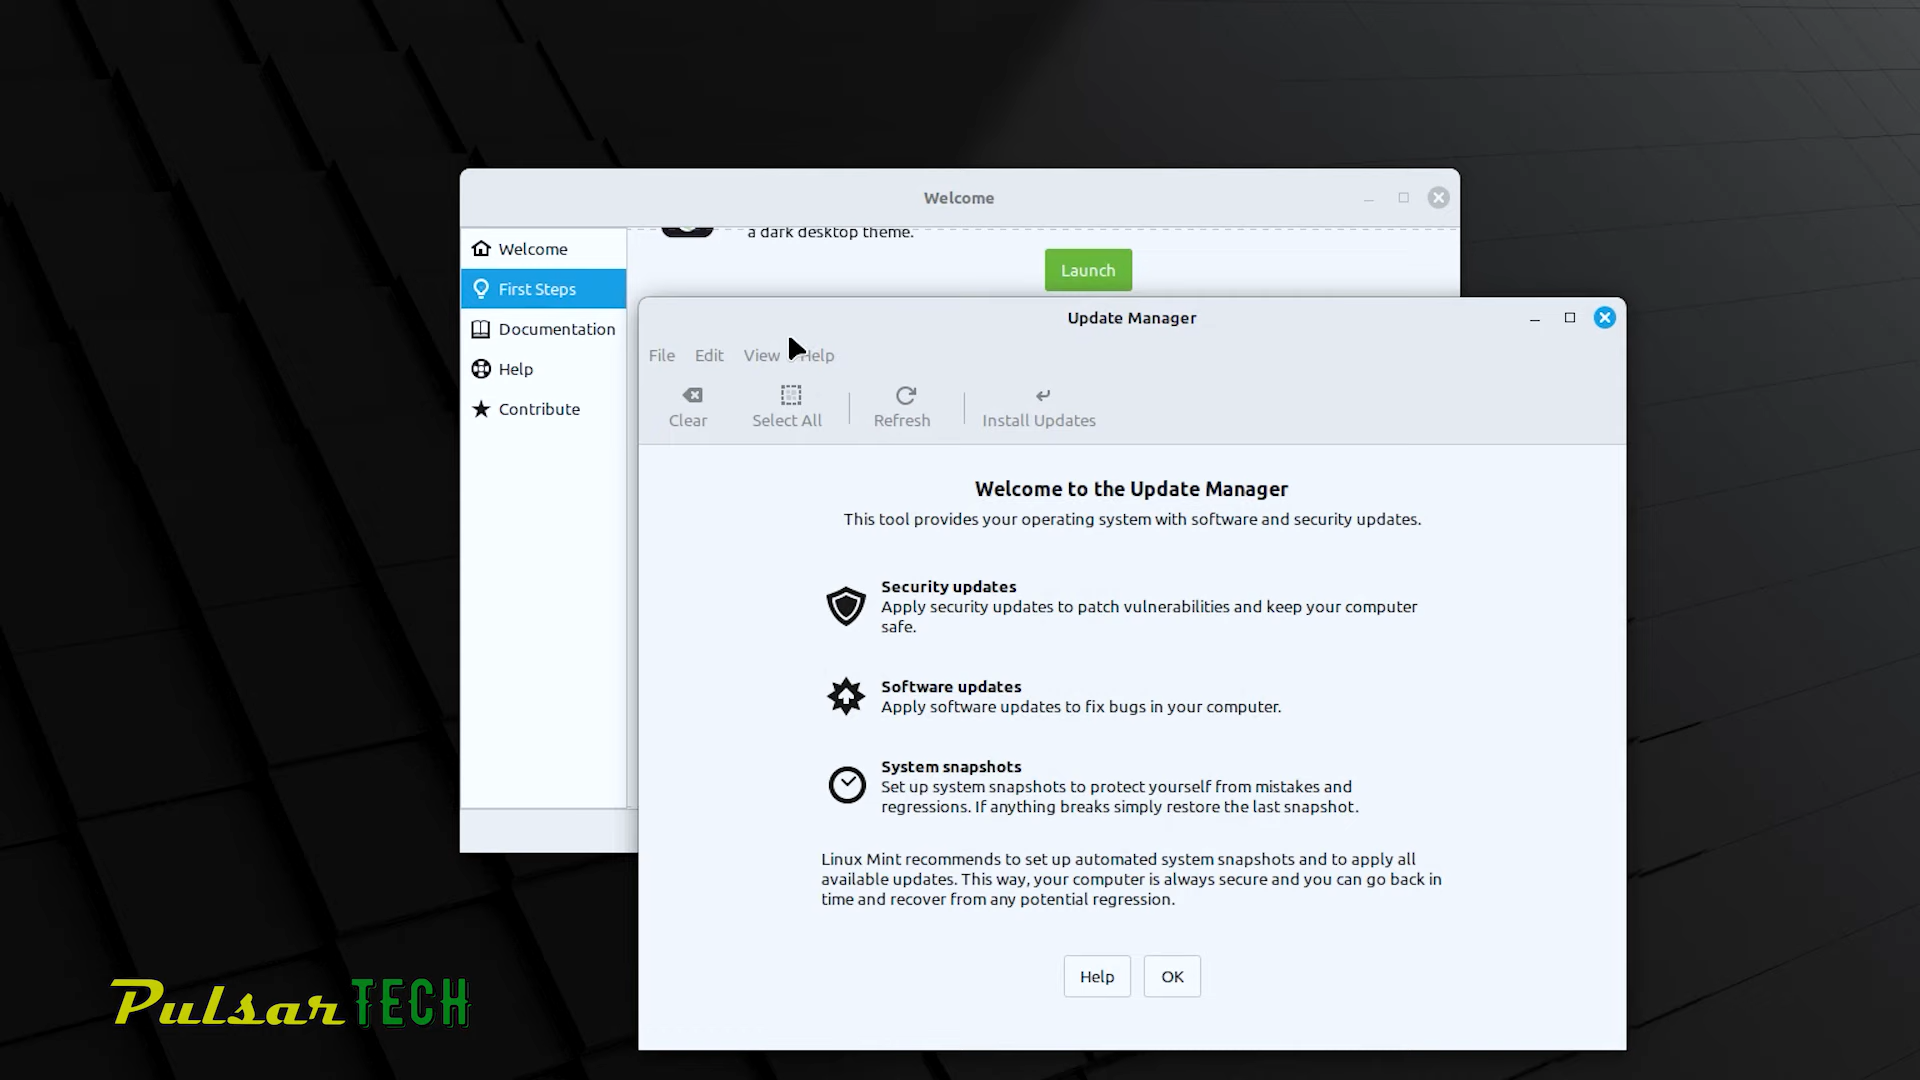 Welcome
Welcome
First Steps
Documentation
Help
Contribute
a dark desktop theme.
Launch
Update Manager
File Edit View Help
Clear Select All Refresh Install Updates
Welcome to the Update Manager
This tool provides your operating system with software and security updates.
Security updates
Apply security updates to patch vulnerabilities and keep your computer
safe.
Software updates
Apply software updates to fix bugs in your computer.
System snapshots
Set up system snapshots to protect yourself from mistakes and
regressions. If anything breaks simply restore the last snapshot.
Linux Mint recommends to set up automated system snapshots and to apply all
available updates. This way, your computer is always secure and you can go back in
time and recover from any potential regression.
Help OK
Pulsar TECH